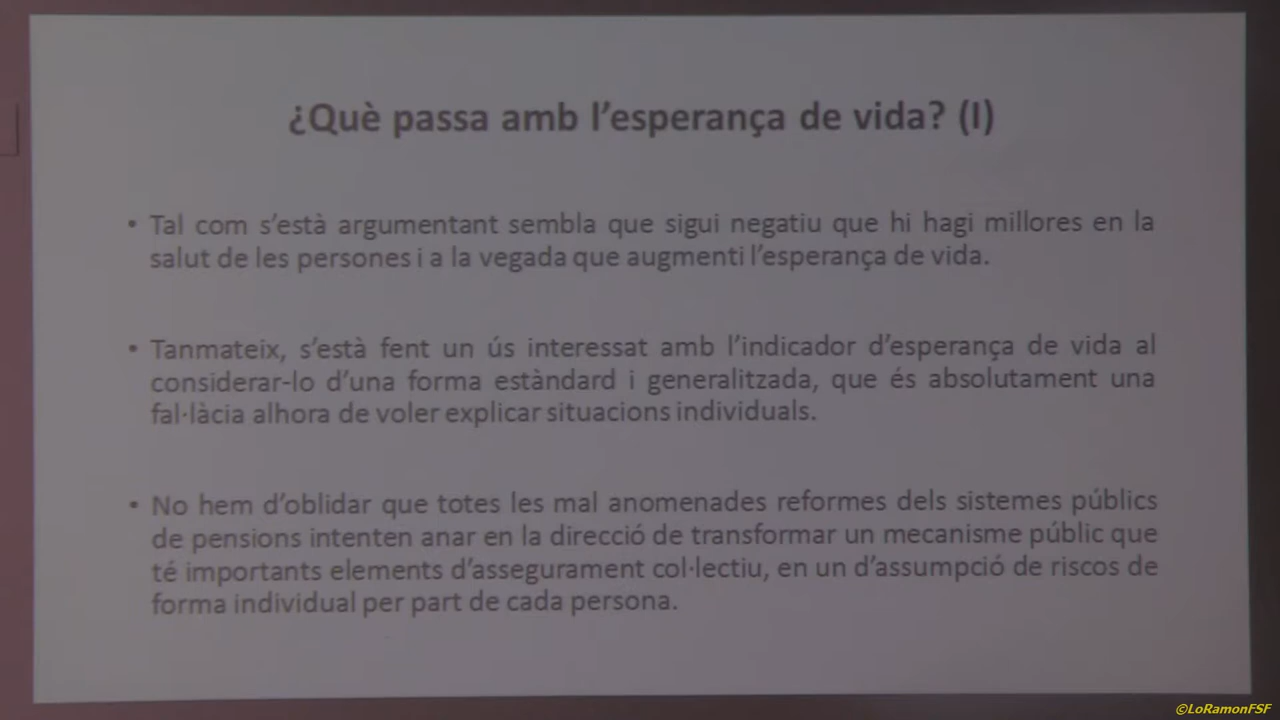 ¿Què passa amb l'esperança de vida? (I)
• Tal com s'està argumentant sembla que sigui negatiu que hi hagi millores en la
salut de les persones i a la vegada que augmenti l'esperança de vida.
• Tanmateix, s'està fent un ús interessat amb l'indicador d'esperança de vida al
considerar-lo d'una forma estàndard i generalitzada, que és absolutament una
fal·làcia alhora de voler explicar situacions individuals.
• No hem d'oblidar que totes les mal anomenades reformes dels sistemes públics
de pensions intenten anar en la direcció de transformar un mecanisme públic que
té importants elements d'assegurament col·lectiu, en un d'assumpció de riscos de
forma individual per part de cada persona.
©LoRamonFSF